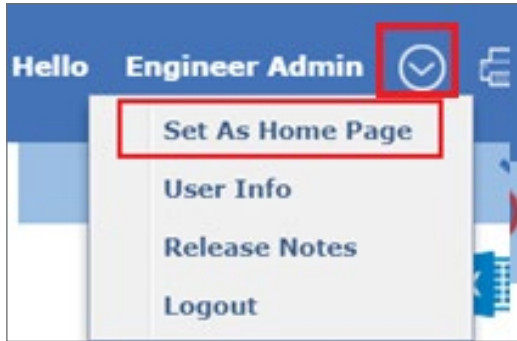 Hello Engineer Admin
Set As Home Page
User Info
Release Notes
Logout